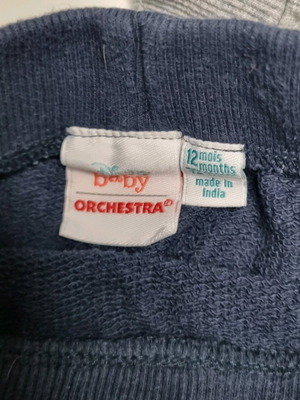 baby
ORCHESTRA®
12 mois
months
made in
India